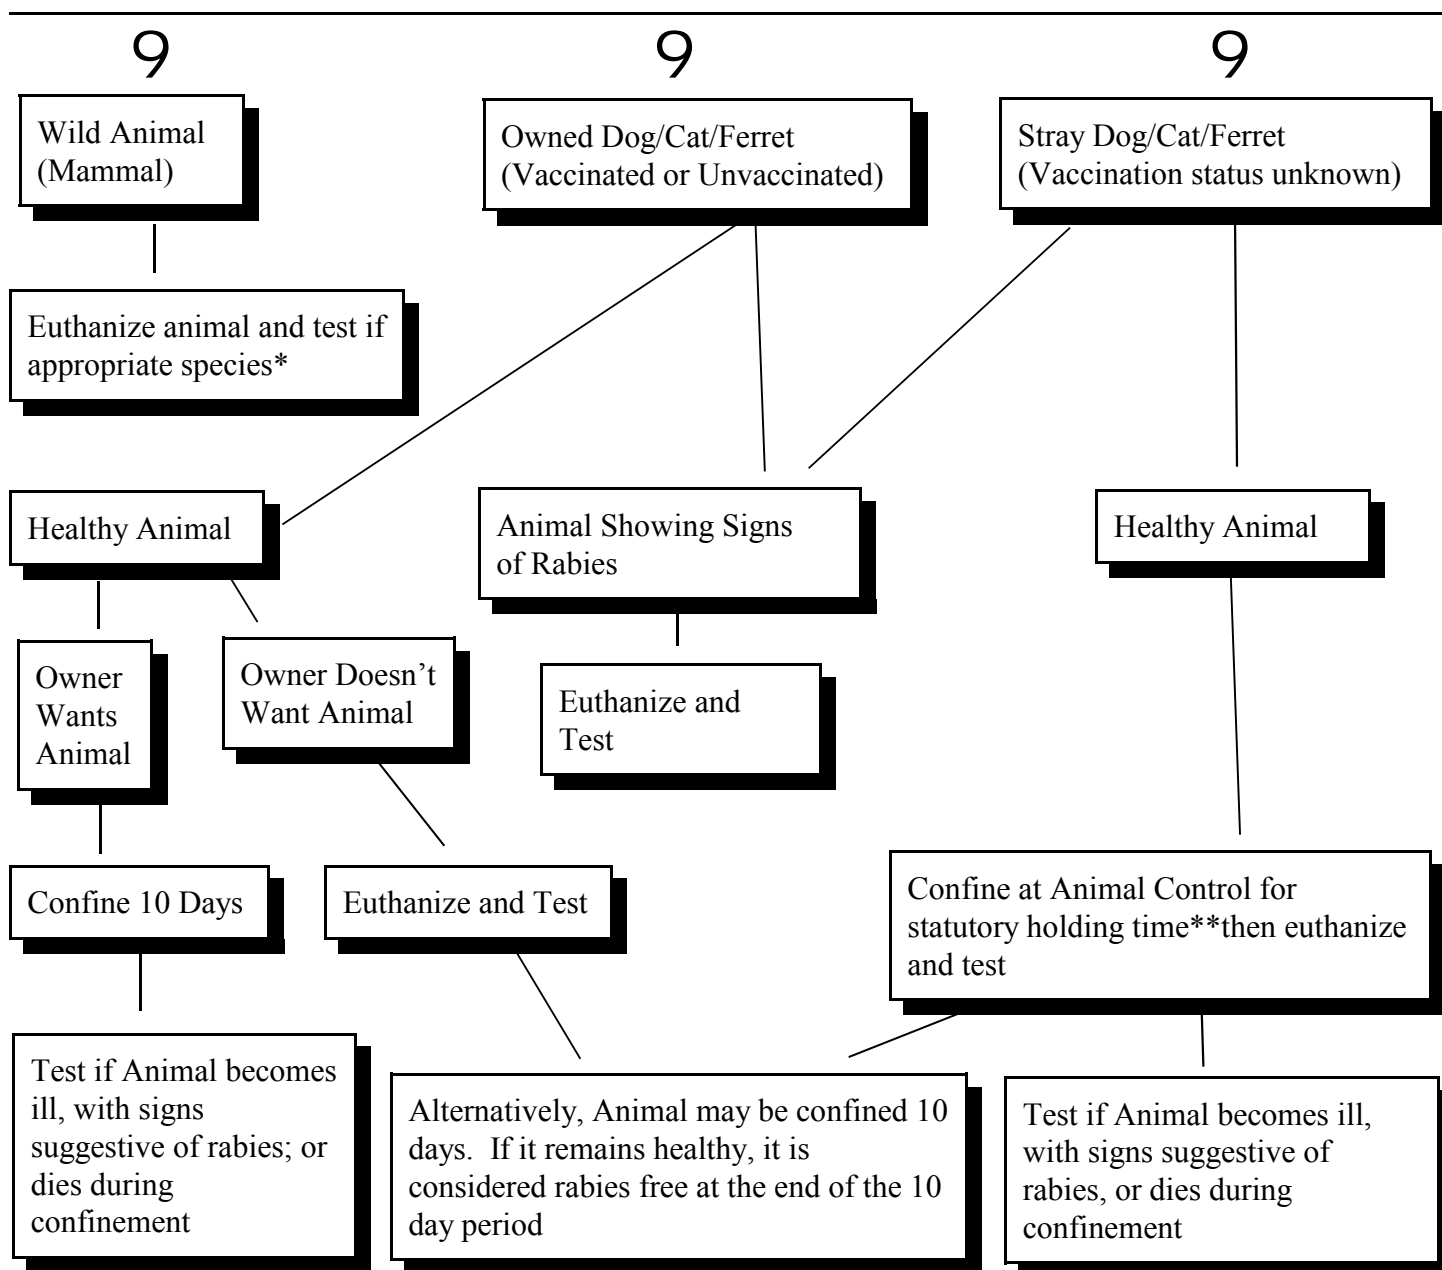 9
9
9
Wild Animal
(Mammal)
Owned Dog/Cat/Ferret
(Vaccinated or Unvaccinated)
Stray Dog/Cat/Ferret
(Vaccination status unknown)
Euthanize animal and test if
appropriate species*
Healthy Animal
Animal Showing Signs
of Rabies
Healthy Animal
Owner
Wants
Animal
Owner Doesn't
Want Animal
Euthanize and
Test
Confine 10 Days
Euthanize and Test
Confine at Animal Control for
statutory holding time**then euthanize
and test
Test if Animal becomes
ill, with signs
suggestive of rabies; or
dies during
confinement
Alternatively, Animal may be confined 10
days.  If it remains healthy, it is
considered rabies free at the end of the 10
day period
Test if Animal becomes ill,
with signs suggestive of
rabies, or dies during
confinement